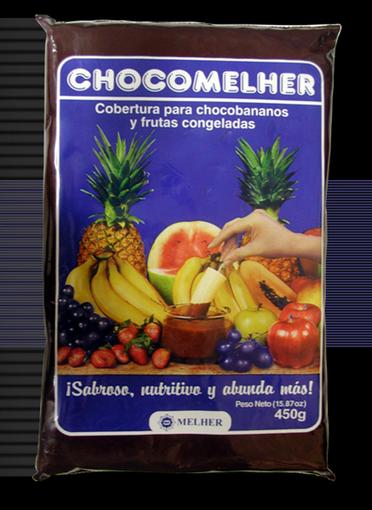 CHOCOMELHER
Cobertura para chocobananos
y frutas congeladas
¡Sabroso, nutritivo y abunda más!
Peso Neto (15.87oz)
450g
MELHER